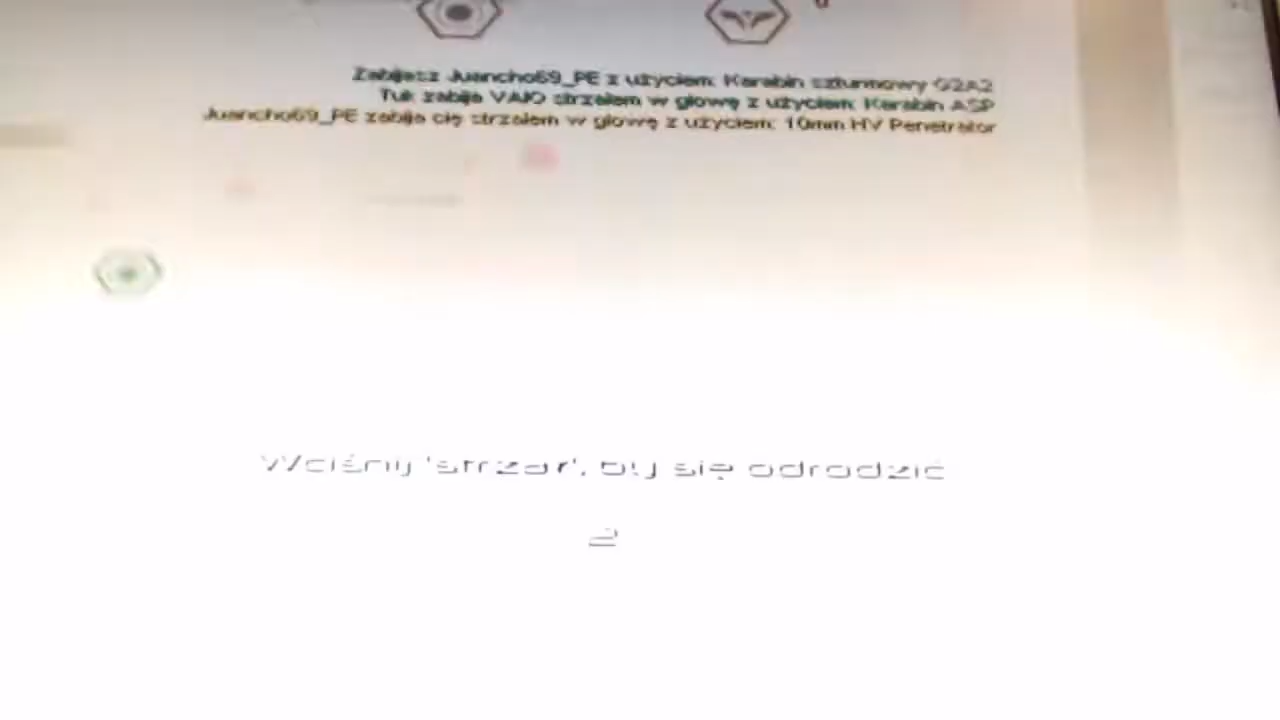 Zabijasz Juancho69_PE z użyciem: Karabin szturmowy G2A2
Tuk zabija VAIO strzałem w głowę z użyciem: Karabin ASP
Juancho69_PE zabija cię strzałem w głowę z użyciem: 10mm HV Penetrator
Wciśnij 'strzał', by się odrodzić
2